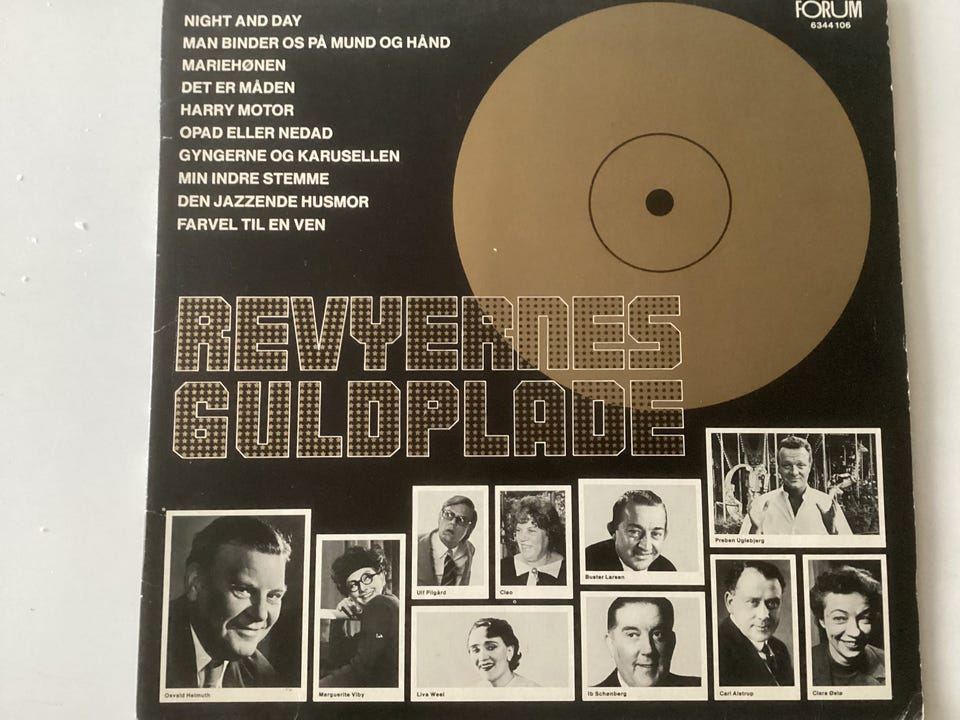 NIGHT AND DAY
MAN BINDER OS PÅ MUND OG HÅND
MARIEHØNEN
DET ER MÅDEN
HARRY MOTOR
OPAD ELLER NEDAD
GYNGERNE OG KARUSELLEN
MIN INDRE STEMME
DEN JAZZENDE HUSMOR
FARVEL TIL EN VEN
FORUM
6344106
REVYERNES
GULDPLADE
Osvald Helmuth
Marguerite Viby
Ulf Pilgård
Cleo
Liva Weel
Buster Larsen
Ib Schønberg
Preben Uglebjerg
Carl Alstrup
Clara Østø